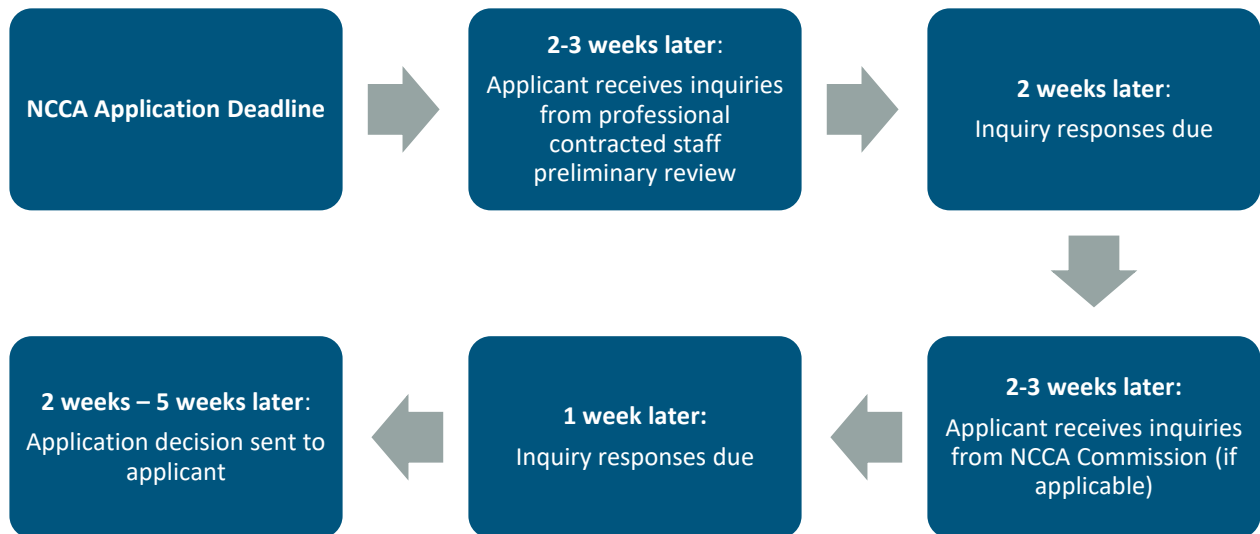 NCCA Application Deadline
2-3 weeks later:
Applicant receives inquiries
from professional
contracted staff
preliminary review
2 weeks later:
Inquiry responses due
2-3 weeks later:
Applicant receives inquiries
from NCCA Commission (if
applicable)
1 week later:
Inquiry responses due
2 weeks – 5 weeks later:
Application decision sent to
applicant